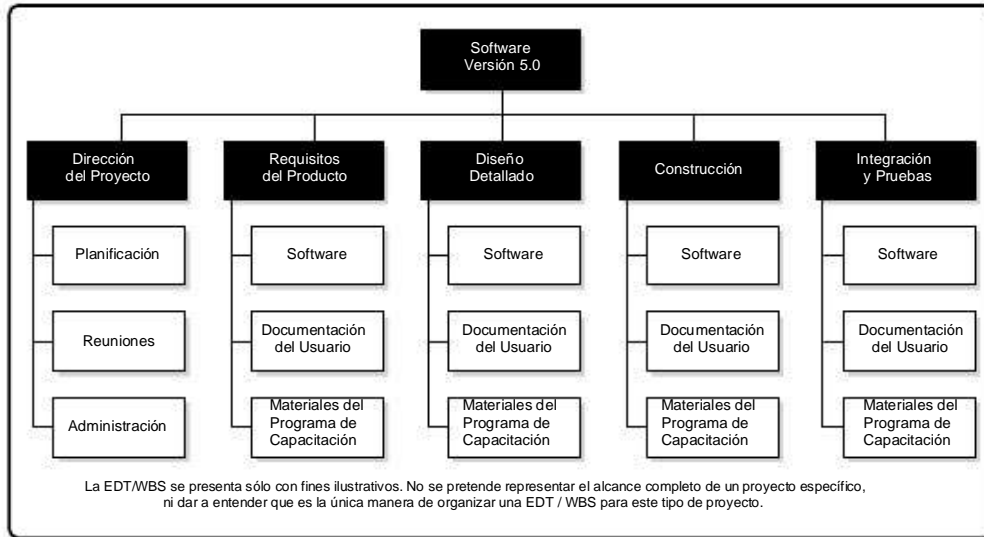 Software
Versión 5.0
Dirección
del Proyecto
Requisitos
del Producto
Diseño
Detallado
Construcción
Integración
y Pruebas
Planificación
Software
Software
Software
Software
Reuniones
Documentación
del Usuario
Documentación
del Usuario
Documentación
del Usuario
Documentación
del Usuario
Administración
Materiales del
Programa de
Capacitación
Materiales del
Programa de
Capacitación
Materiales del
Programa de
Capacitación
Materiales del
Programa de
Capacitación
La EDT/WBS se presenta sólo con fines ilustrativos. No se pretende representar el alcance completo de un proyecto específico,
ni dar a entender que es la única manera de organizar una EDT / WBS para este tipo de proyecto.